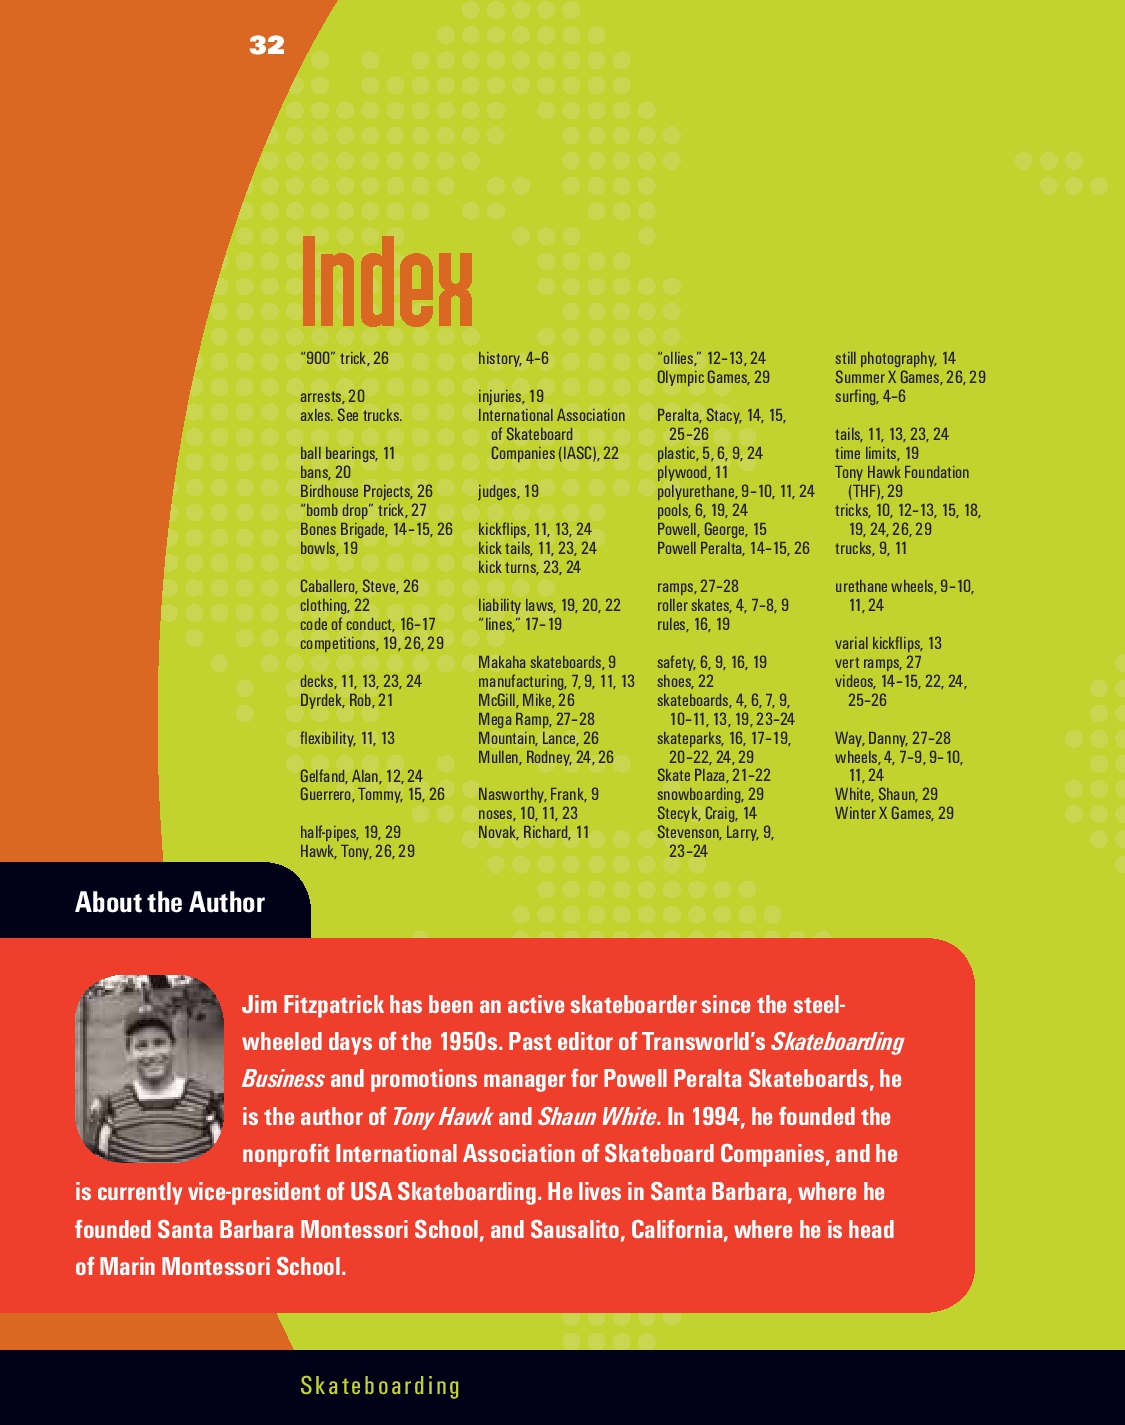 32
Index
“900” trick, 26
arrests, 20
axles. See trucks.
ball bearings, 11
bans, 20
Birdhouse Projects, 26
“bomb drop” trick, 27
Bones Brigade, 14–15, 26
bowls, 19
Caballero, Steve, 26
clothing, 22
code of conduct, 16–17
competitions, 19, 26, 29
decks, 11, 13, 23, 24
Dyrdek, Rob, 21
flexibility, 11, 13
Gelfand, Alan, 12, 24
Guerrero, Tommy, 15, 26
half-pipes, 19, 29
Hawk, Tony, 26, 29
history, 4–6
injuries, 19
International Association
of Skateboard
Companies (IASC), 22
judges, 19
kickflips, 11, 13, 24
kick tails, 11, 23, 24
kick turns, 23, 24
liability laws, 19, 20, 22
“lines,” 17–19
Makaha skateboards, 9
manufacturing, 7, 9, 11, 13
McGill, Mike, 26
Mega Ramp, 27–28
Mountain, Lance, 26
Mullen, Rodney, 24, 26
Nasworthy, Frank, 9
noses, 10, 11, 23
Novak, Richard, 11
“ollies,” 12–13, 24
Olympic Games, 29
Peralta, Stacy, 14, 15,
25–26
plastic, 5, 6, 9, 24
plywood, 11
polyurethane, 9–10, 11, 24
pools, 6, 19, 24
Powell, George, 15
Powell Peralta, 14–15, 26
ramps, 27–28
roller skates, 4, 7–8, 9
rules, 16, 19
safety, 6, 9, 16, 19
shoes, 22
skateboards, 4, 6, 7, 9,
10–11, 13, 19, 23–24
skateparks, 16, 17–19,
20–22, 24, 29
Skate Plaza, 21–22
snowboarding, 29
Stecyk, Craig, 14
Stevenson, Larry, 9,
23–24
still photography, 14
Summer X Games, 26, 29
surfing, 4–6
tails, 11, 13, 23, 24
time limits, 19
Tony Hawk Foundation
(THF), 29
tricks, 10, 12–13, 15, 18,
19, 24, 26, 29
trucks, 9, 11
urethane wheels, 9–10,
11, 24
varial kickflips, 13
vert ramps, 27
videos, 14–15, 22, 24,
25–26
Way, Danny, 27–28
wheels, 4, 7–9, 9–10,
11, 24
White, Shaun, 29
Winter X Games, 29
About the Author
Jim Fitzpatrick has been an active skateboarder since the steel-
wheeled days of the 1950s. Past editor of Transworld’s Skateboarding
Business and promotions manager for Powell Peralta Skateboards, he
is the author of Tony Hawk and Shaun White. In 1994, he founded the
nonprofit International Association of Skateboard Companies, and he
is currently vice-president of USA Skateboarding. He lives in Santa Barbara, where he
founded Santa Barbara Montessori School, and Sausalito, California, where he is head
of Marin Montessori School.
Skateboarding